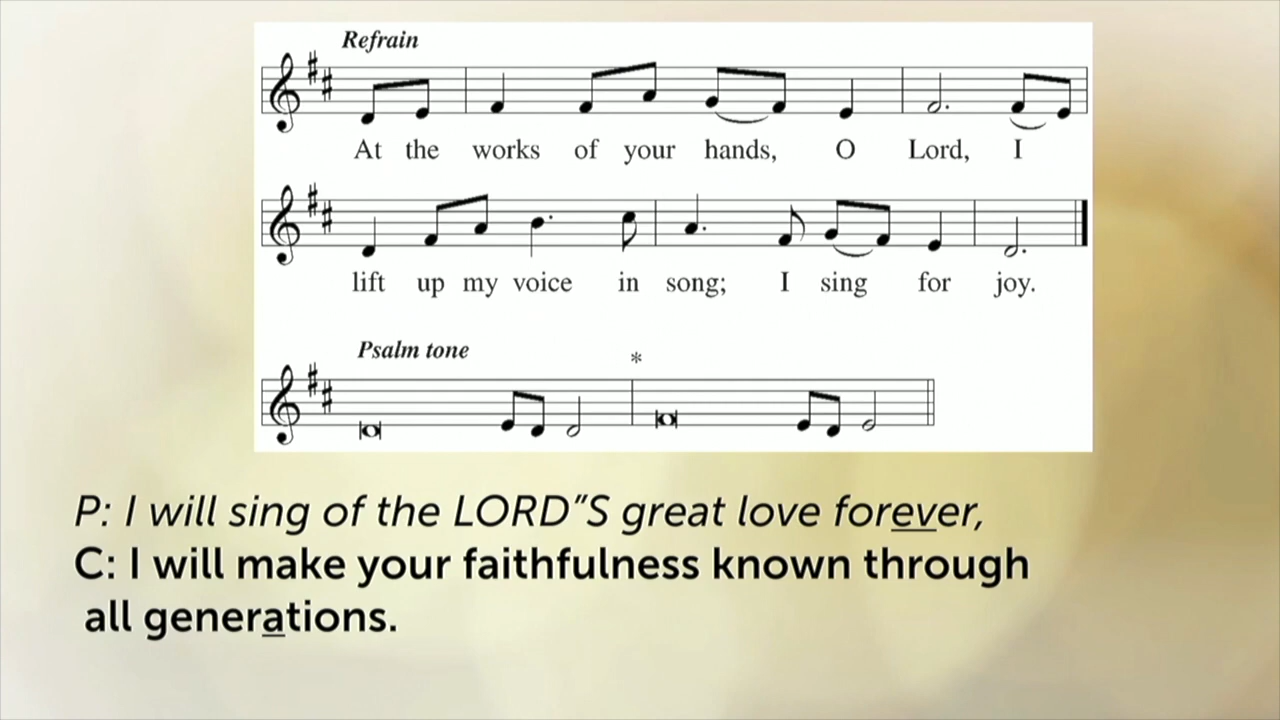 Refrain
At the works of your hands, O Lord, I
lift up my voice in song; I sing for joy.
Psalm tone
*
P: I will sing of the LORD”S great love forever,
C: I will make your faithfulness known through
all generations.